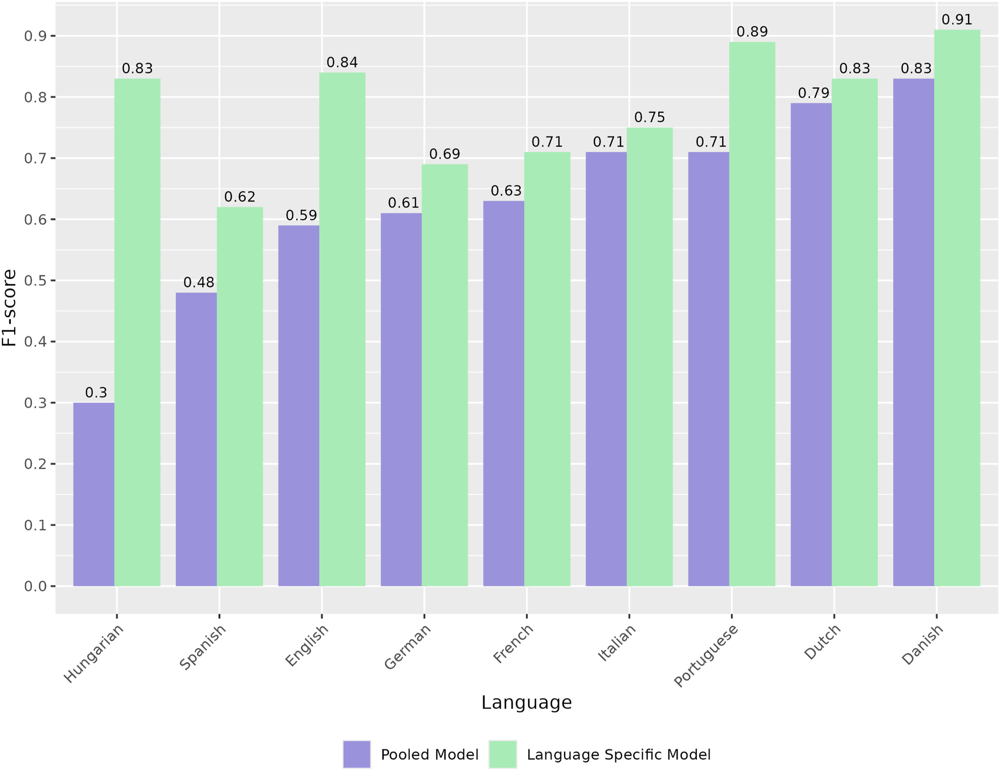 0.91
0.9
0.89
0.84
0.83
0.83
0.83
0.8
0.79
0.75
0.71
0.71
0.71
0.7
0.69
0.63
0.62
0.61
0.6
0.59
0.5
0.48
0.4
0.3
0.3
0.2
0.1
0.0
F1-score
Hungarian
Spanish
English
German
French
Italian
Portuguese
Dutch
Danish
Language
Pooled Model
Language Specific Model